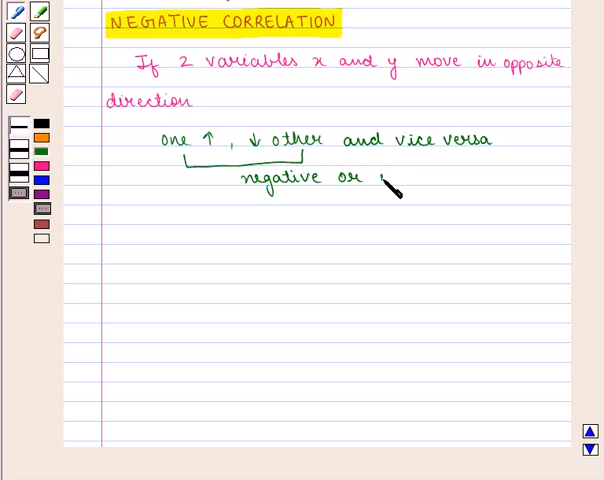 NEGATIVE CORRELATION
If 2 variables x and y move in opposite
direction
one ↑ , ↓ other and vice versa
negative or